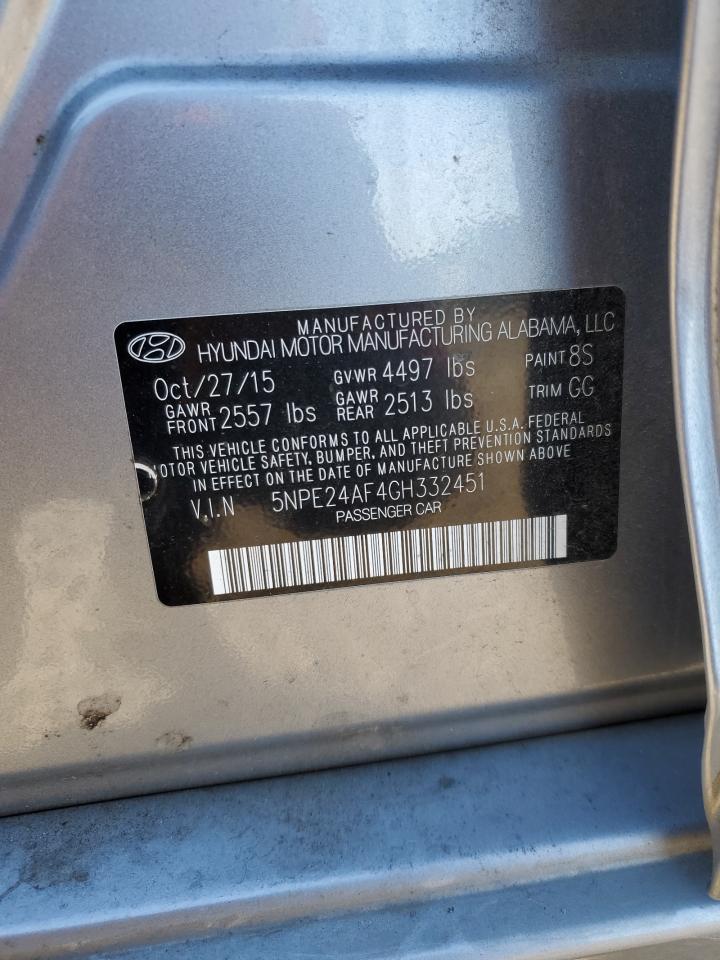 MANUFACTURED BY
HYUNDAI MOTOR MANUFACTURING ALABAMA, LLC
Oct/27/15 GVWR 4497 lbs PAINT 8S
GAWR FRONT 2557 lbs GAWR REAR 2513 lbs TRIM GG
THIS VEHICLE CONFORMS TO ALL APPLICABLE U.S.A. FEDERAL
MOTOR VEHICLE SAFETY, BUMPER, AND THEFT PREVENTION STANDARDS
IN EFFECT ON THE DATE OF MANUFACTURE SHOWN ABOVE
V.I.N 5NPE24AF4GH332451
PASSENGER CAR